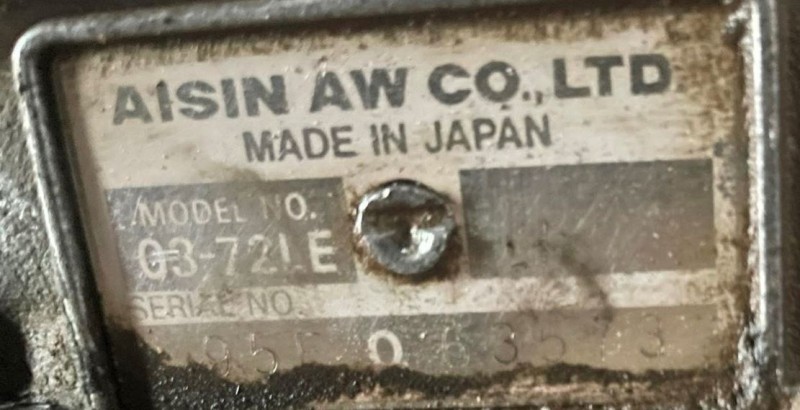 AISIN AW CO., LTD
MADE IN JAPAN
MODEL NO.
03-72LE
SERIAL NO.